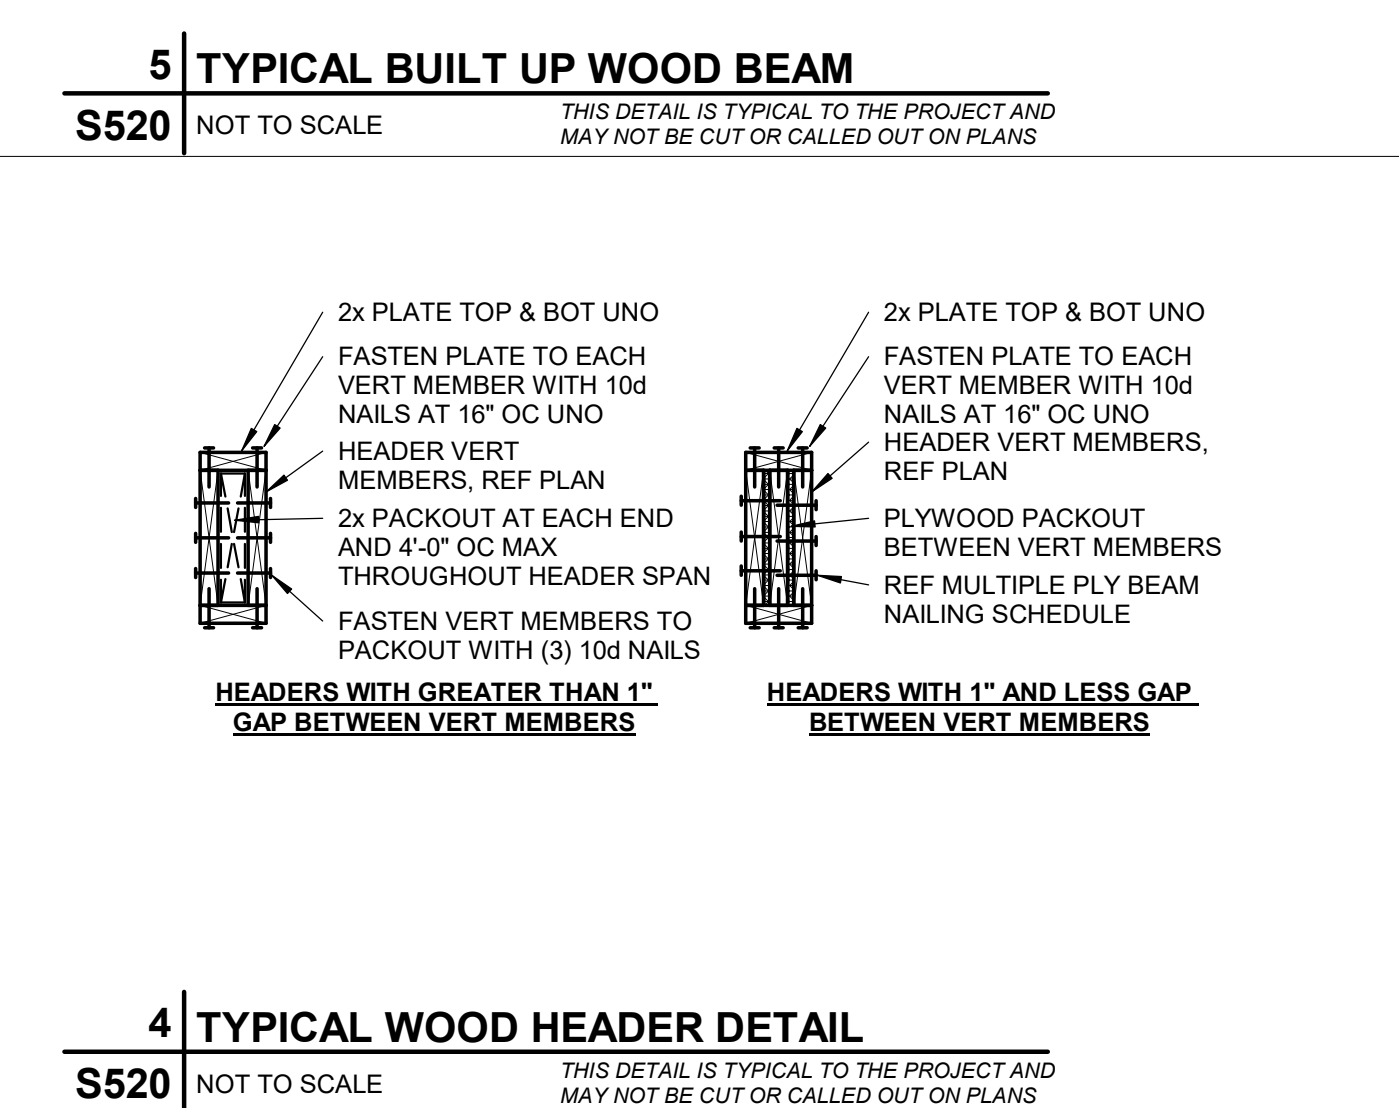 5 TYPICAL BUILT UP WOOD BEAM
S520 NOT TO SCALE
THIS DETAIL IS TYPICAL TO THE PROJECT AND
MAY NOT BE CUT OR CALLED OUT ON PLANS
2x PLATE TOP & BOT UNO
FASTEN PLATE TO EACH
VERT MEMBER WITH 10d
NAILS AT 16" OC UNO
HEADER VERT
MEMBERS, REF PLAN
2x PACKOUT AT EACH END
AND 4'-0" OC MAX
THROUGHOUT HEADER SPAN
FASTEN VERT MEMBERS TO
PACKOUT WITH (3) 10d NAILS
HEADERS WITH GREATER THAN 1"
GAP BETWEEN VERT MEMBERS
2x PLATE TOP & BOT UNO
FASTEN PLATE TO EACH
VERT MEMBER WITH 10d
NAILS AT 16" OC UNO
HEADER VERT MEMBERS,
REF PLAN
PLYWOOD PACKOUT
BETWEEN VERT MEMBERS
REF MULTIPLE PLY BEAM
NAILING SCHEDULE
HEADERS WITH 1" AND LESS GAP
BETWEEN VERT MEMBERS
4 TYPICAL WOOD HEADER DETAIL
S520 NOT TO SCALE
THIS DETAIL IS TYPICAL TO THE PROJECT AND
MAY NOT BE CUT OR CALLED OUT ON PLANS